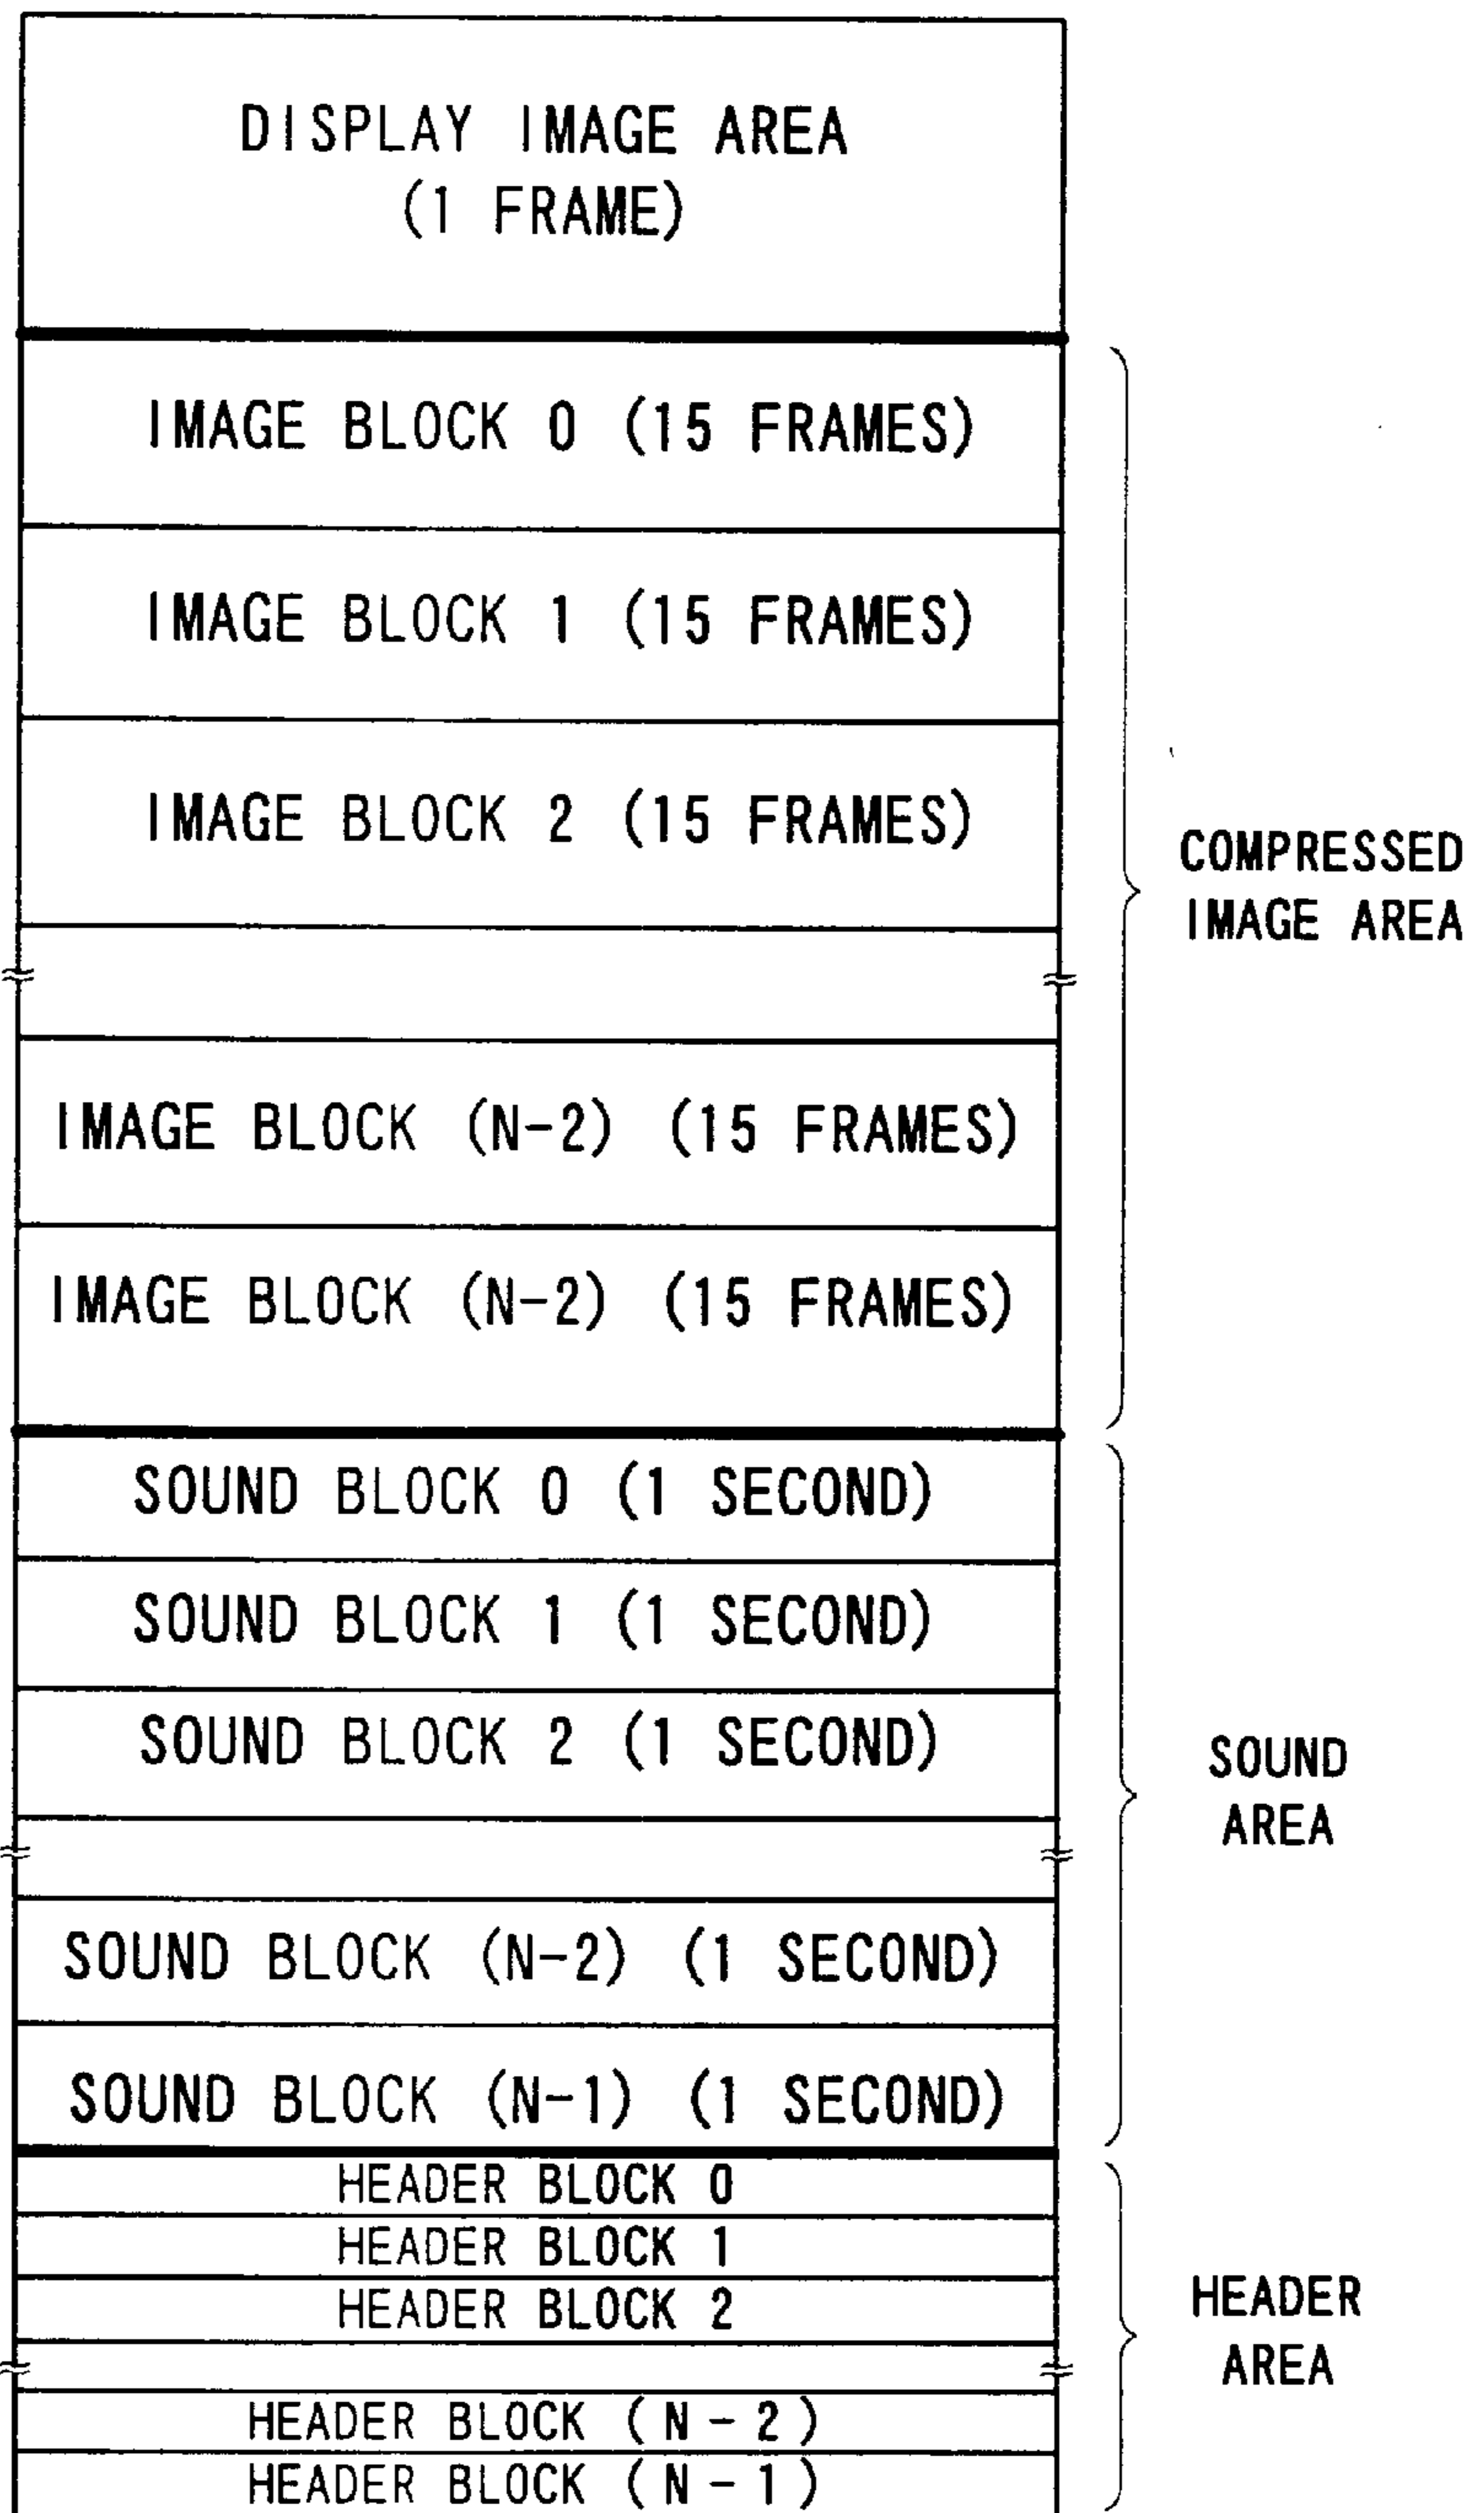 DISPLAY IMAGE AREA
(1 FRAME)
IMAGE BLOCK 0 (15 FRAMES)
IMAGE BLOCK 1 (15 FRAMES)
IMAGE BLOCK 2 (15 FRAMES)
COMPRESSED
IMAGE AREA
IMAGE BLOCK (N-2) (15 FRAMES)
IMAGE BLOCK (N-2) (15 FRAMES)
SOUND BLOCK 0 (1 SECOND)
SOUND BLOCK 1 (1 SECOND)
SOUND BLOCK 2 (1 SECOND)
SOUND
AREA
SOUND BLOCK (N-2) (1 SECOND)
SOUND BLOCK (N-1) (1 SECOND)
HEADER BLOCK 0
HEADER BLOCK 1
HEADER BLOCK 2
HEADER
AREA
HEADER BLOCK (N-2)
HEADER BLOCK (N-1)